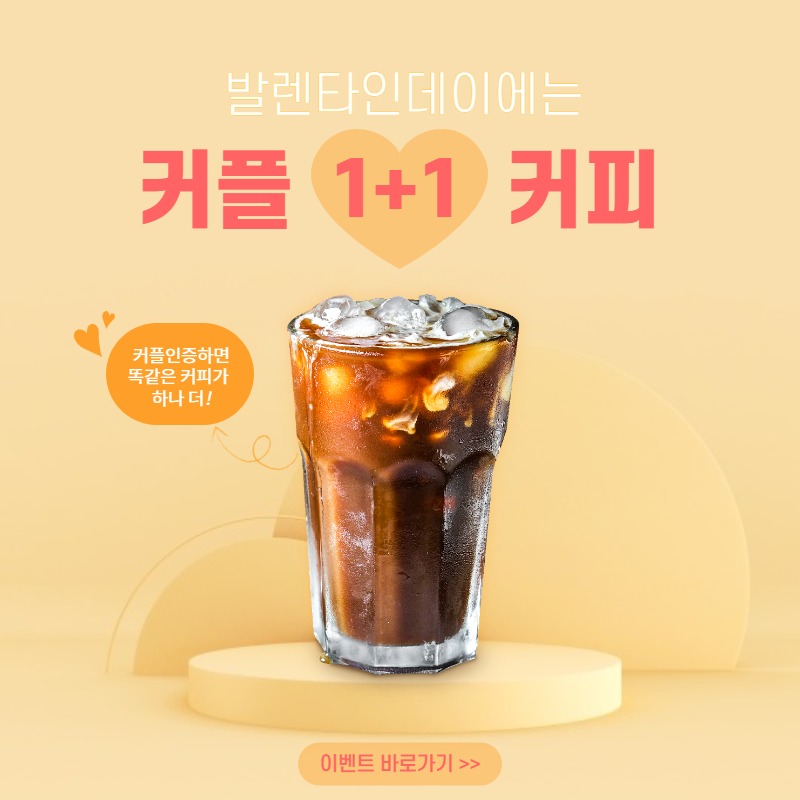 발렌타인데이에는
커플 1+1 커피
커플인증하면
똑같은 커피가
하나 더!
이벤트 바로가기 >>